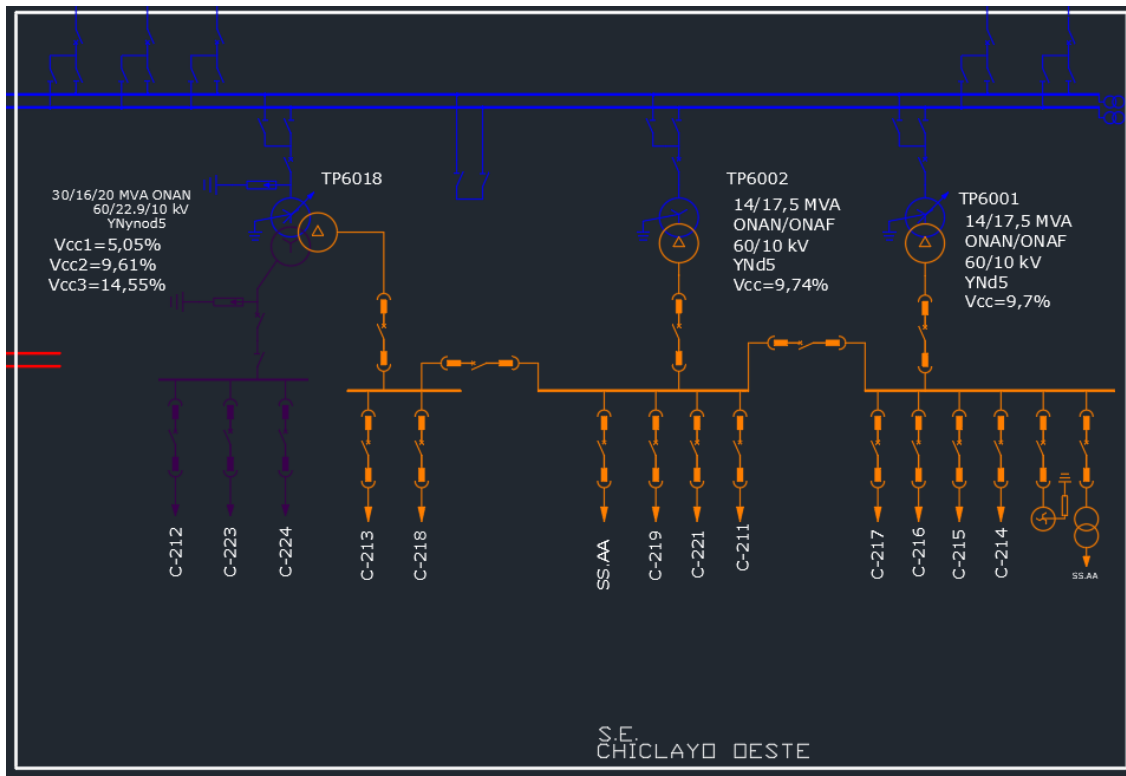 TP6018
30/16/20 MVA ONAN
60/22.9/10 kV
YNynod5
Vcc1=5,05%
Vcc2=9,61%
Vcc3=14,55%
TP6002
14/17,5 MVA
ONAN/ONAF
60/10 kV
YNd5
Vcc=9,74%
TP6001
14/17,5 MVA
ONAN/ONAF
60/10 kV
YNd5
Vcc=9,7%
C-212
C-223
C-224
C-213
C-218
SS.AA
C-219
C-221
C-211
C-217
C-216
C-215
C-214
SS.AA
S.E.
CHICLAYO OESTE